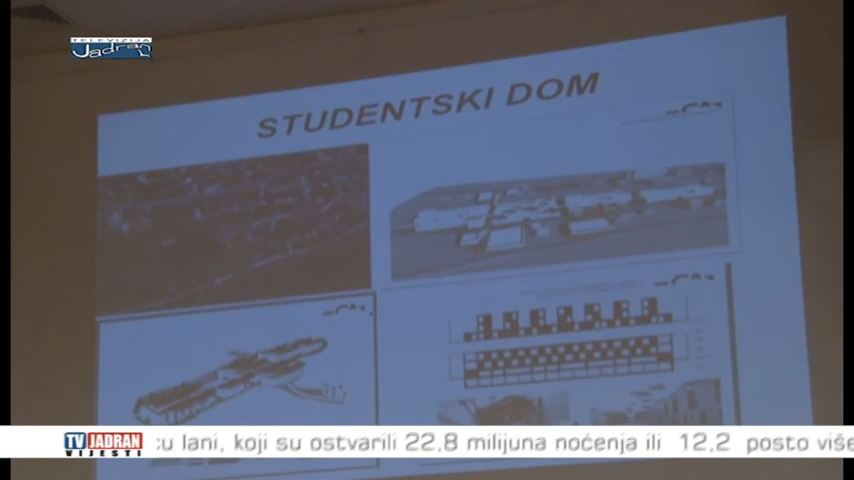 TELEVIZIJA
Jadran
STUDENTSKI DOM
TV JADRAN
VIJESTI
lani, koji su ostvarili 22,8 milijuna noćenja ili 12,2 posto više